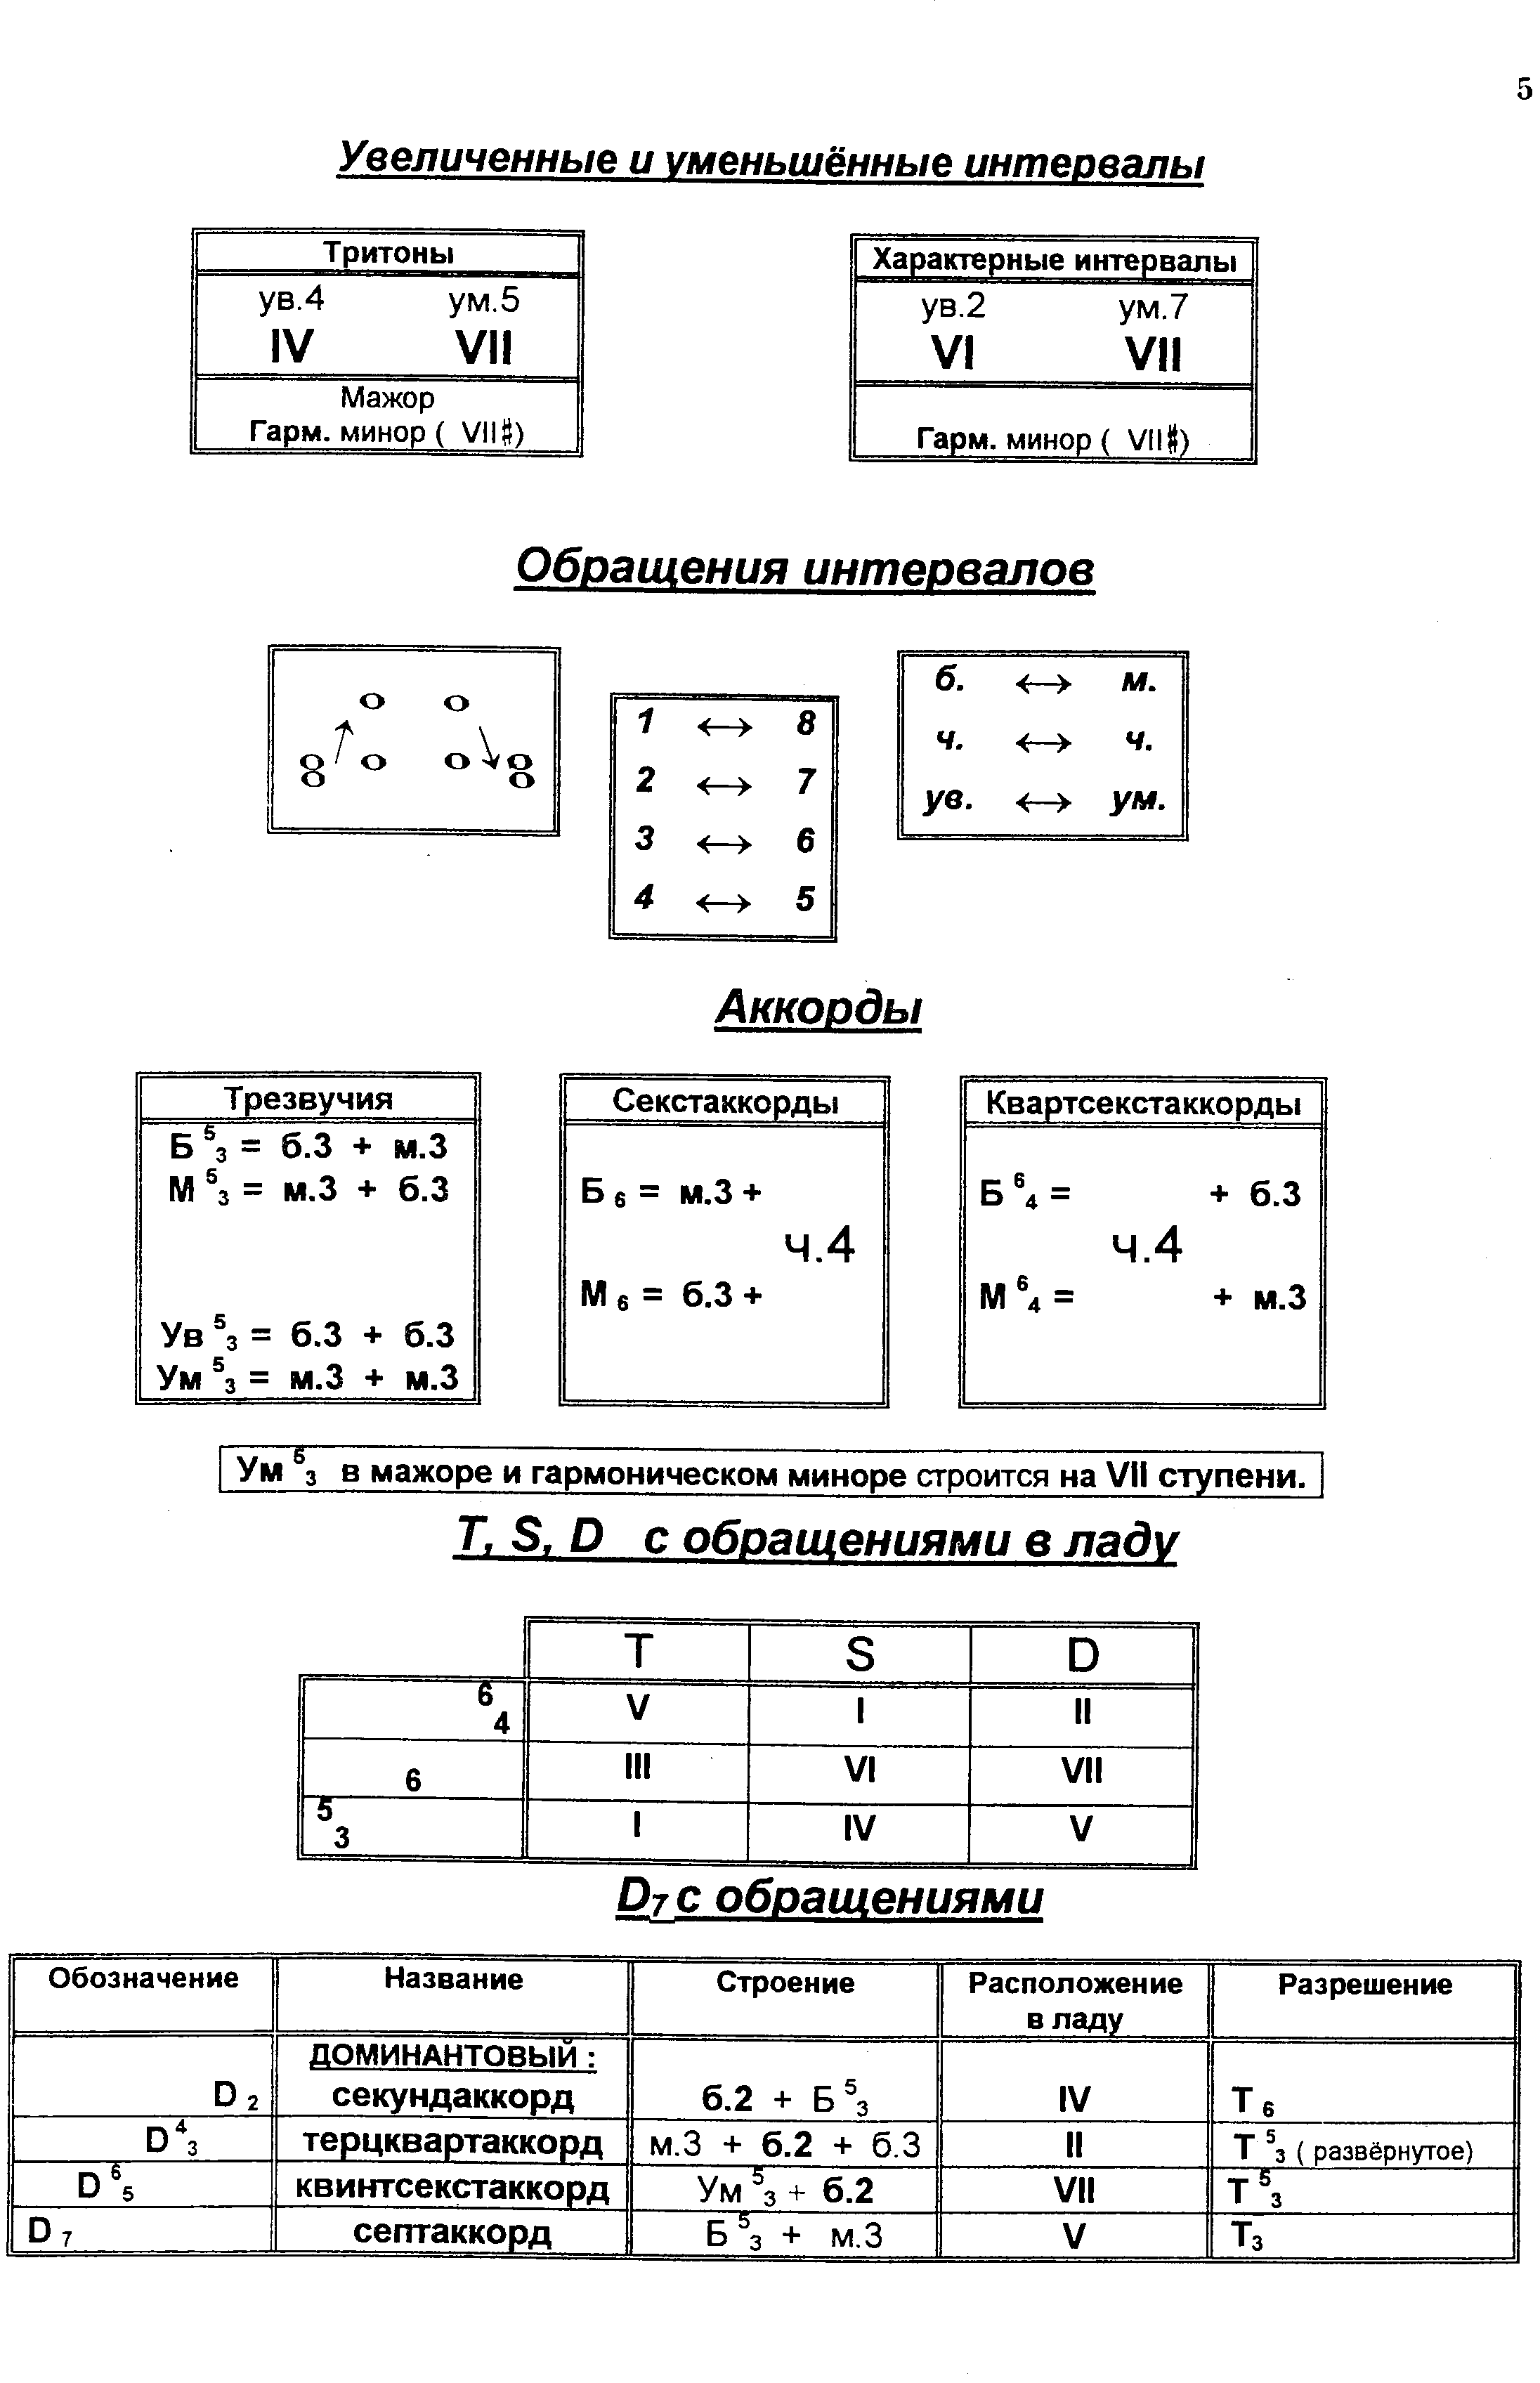 5
Увеличенные и уменьшённые интервалы
Тритоны
ув.4 ум.5
IV VII
Мажор
Гарм. минор ( VII♯)
Характерные интервалы
ув.2 ум.7
VI VII
Гарм. минор ( VII♯)
Обращения интервалов
1 ↔ 8
2 ↔ 7
3 ↔ 6
4 ↔ 5
б. ↔ м.
ч. ↔ ч.
ув. ↔ ум.
Аккорды
Трезвучия
Б 5 3 = б.3 + м.3
М 5 3 = м.3 + б.3
Ув 5 3 = б.3 + б.3
Ум 5 3 = м.3 + м.3
Секстаккорды
Б 6 = м.3 +
ч.4
М 6 = б.3 +
Квартсекстаккорды
Б 6 4 = + б.3
ч.4
М 6 4 = + м.3
Ум 5 3 в мажоре и гармоническом миноре строится на VII ступени.
T, S, D с обращениями в ладу
T S D
6 4 V I II
6 III VI VII
5 3 I IV V
D7 с обращениями
Обозначение Название Строение Расположение в ладу Разрешение
ДОМИНАНТОВЫЙ :
D 2 секундаккорд б.2 + Б 5 3 IV T 6
D 4 3 терцквартаккорд м.3 + б.2 + б.3 II T 5 3 ( развёрнутое)
D 6 5 квинтсекстаккорд Ум 5 3 + б.2 VII T 5 3
D 7 септаккорд Б 5 3 + м.3 V T3